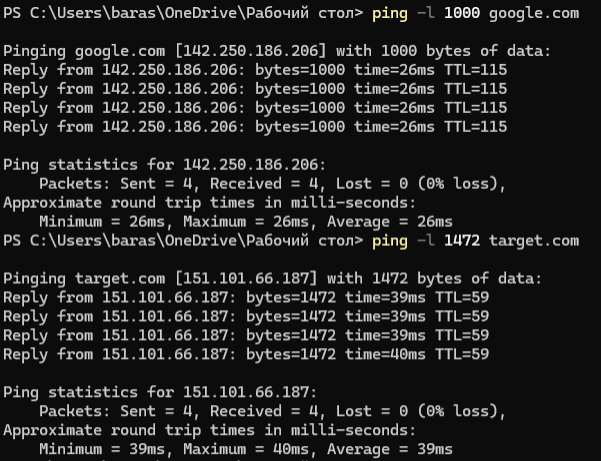 PS C:\Users\baras\OneDrive\Рабочий стол> ping -l 1000 google.com
Pinging google.com [142.250.186.206] with 1000 bytes of data:
Reply from 142.250.186.206: bytes=1000 time=26ms TTL=115
Reply from 142.250.186.206: bytes=1000 time=26ms TTL=115
Reply from 142.250.186.206: bytes=1000 time=26ms TTL=115
Reply from 142.250.186.206: bytes=1000 time=26ms TTL=115
Ping statistics for 142.250.186.206:
    Packets: Sent = 4, Received = 4, Lost = 0 (0% loss),
Approximate round trip times in milli-seconds:
    Minimum = 26ms, Maximum = 26ms, Average = 26ms
PS C:\Users\baras\OneDrive\Рабочий стол> ping -l 1472 target.com
Pinging target.com [151.101.66.187] with 1472 bytes of data:
Reply from 151.101.66.187: bytes=1472 time=39ms TTL=59
Reply from 151.101.66.187: bytes=1472 time=39ms TTL=59
Reply from 151.101.66.187: bytes=1472 time=39ms TTL=59
Reply from 151.101.66.187: bytes=1472 time=40ms TTL=59
Ping statistics for 151.101.66.187:
    Packets: Sent = 4, Received = 4, Lost = 0 (0% loss),
Approximate round trip times in milli-seconds:
    Minimum = 39ms, Maximum = 40ms, Average = 39ms